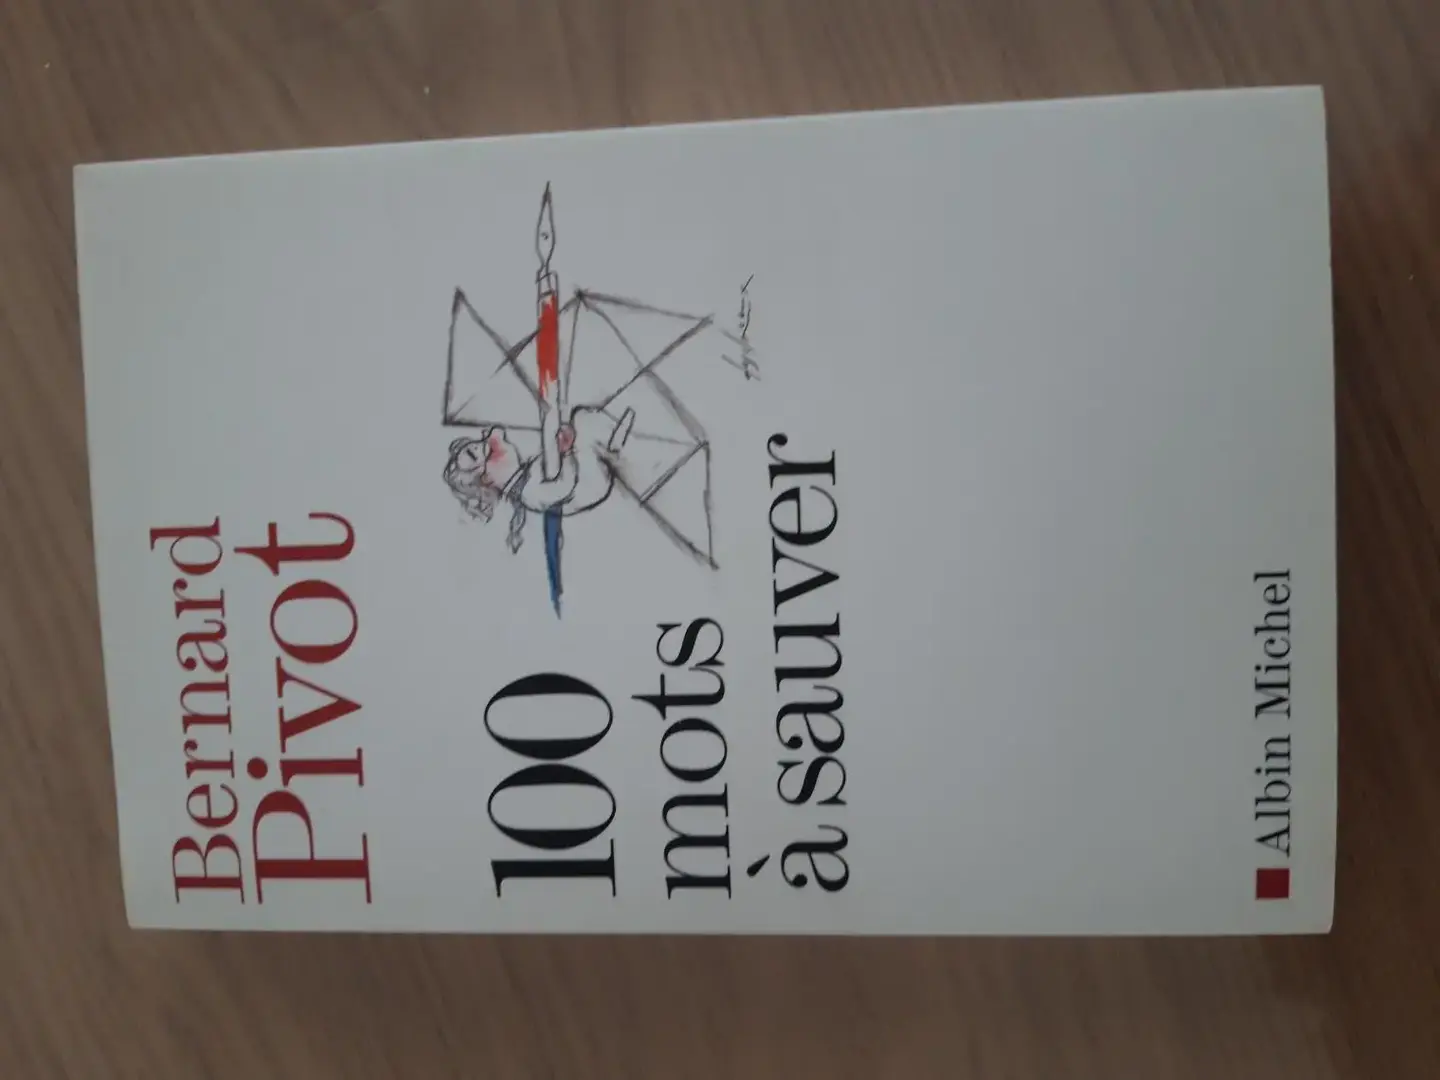 Bernard
Pivot
100
mots
à sauver
Albin Michel